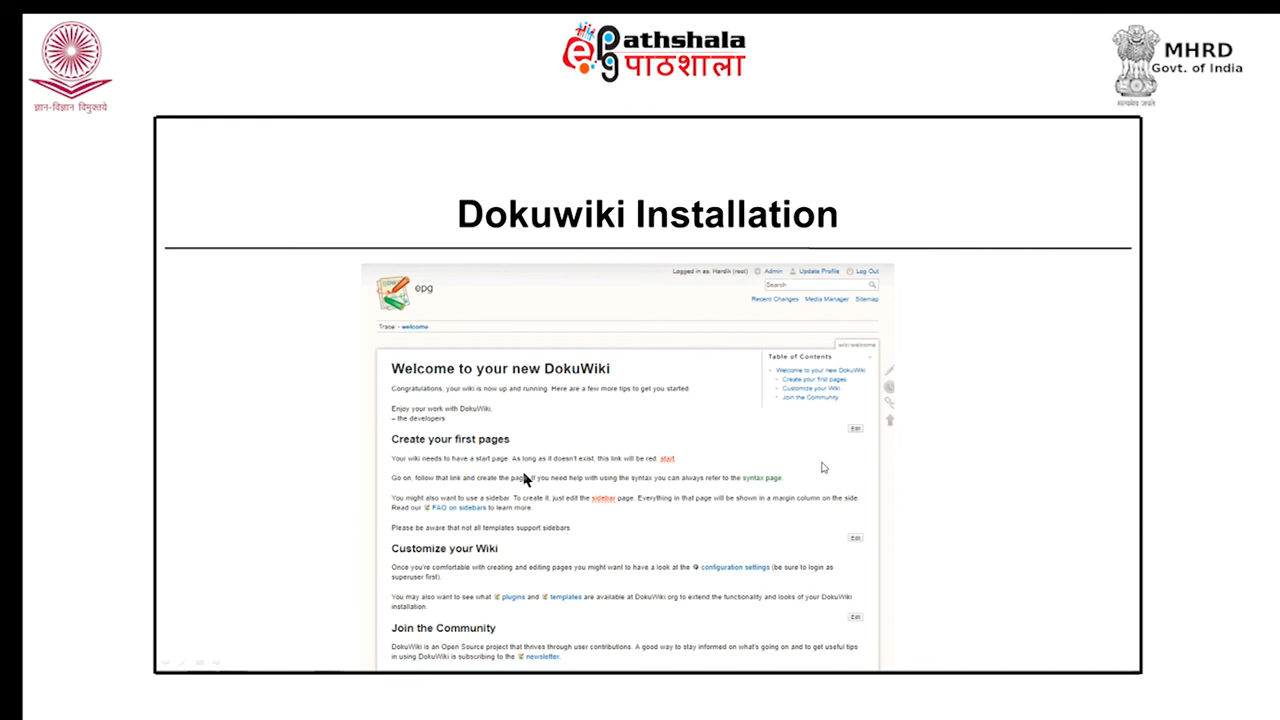 ज्ञान-विज्ञान विमुक्तये
epg
Pathshala
पाठशाला
MHRD
Govt. of India
सत्यमेव जयते
Dokuwiki Installation
Logged in as: Hardik (root) Admin Update Profile Log Out
epg
Search
Recent Changes Media Manager Sitemap
Trace: - welcome
wiki:welcome
Table of Contents
Welcome to your new DokuWiki
Create your first pages
Customize your Wiki
Join the Community
Welcome to your new DokuWiki
Congratulations, your wiki is now up and running. Here are a few more tips to get you started.
Enjoy your work with DokuWiki,
– the developers
Edit
Create your first pages
Your wiki needs to have a start page. As long as it doesn't exist, this link will be red: start.
Go on, follow that link and create the page. If you need help with using the syntax you can always refer to the syntax page.
You might also want to use a sidebar. To create it, just edit the sidebar page. Everything in that page will be shown in a margin column on the side.
Read our FAQ on sidebars to learn more.
Please be aware that not all templates support sidebars.
Edit
Customize your Wiki
Once you're comfortable with creating and editing pages you might want to have a look at the configuration settings (be sure to login as
superuser first).
You may also want to see what plugins and templates are available at DokuWiki.org to extend the functionality and looks of your DokuWiki
installation.
Edit
Join the Community
DokuWiki is an Open Source project that thrives through user contributions. A good way to stay informed on what's going on and to get useful tips
in using DokuWiki is subscribing to the newsletter.